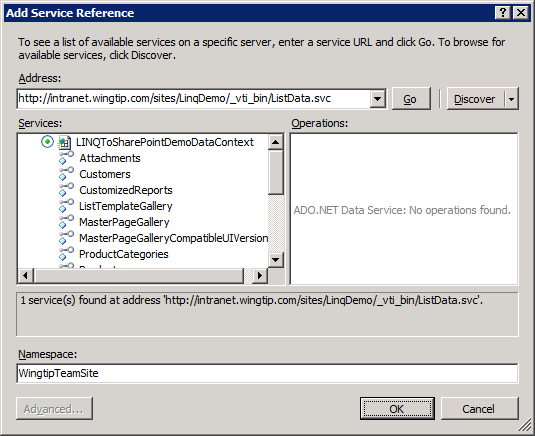 Add Service Reference
To see a list of available services on a specific server, enter a service URL and click Go. To browse for
available services, click Discover.
Address:
http://intranet.wingtip.com/sites/LinqDemo/_vti_bin/ListData.svc
Go
Discover
Services:
Operations:
LINQToSharePointDemoDataContext
Attachments
Customers
CustomizedReports
ListTemplateGallery
MasterPageGallery
MasterPageGalleryCompatibleUIVersion
ProductCategories
ADO.NET Data Service: No operations found.
1 service(s) found at address 'http://intranet.wingtip.com/sites/LinqDemo/_vti_bin/ListData.svc'.
Namespace:
WingtipTeamSite
Advanced...
OK
Cancel